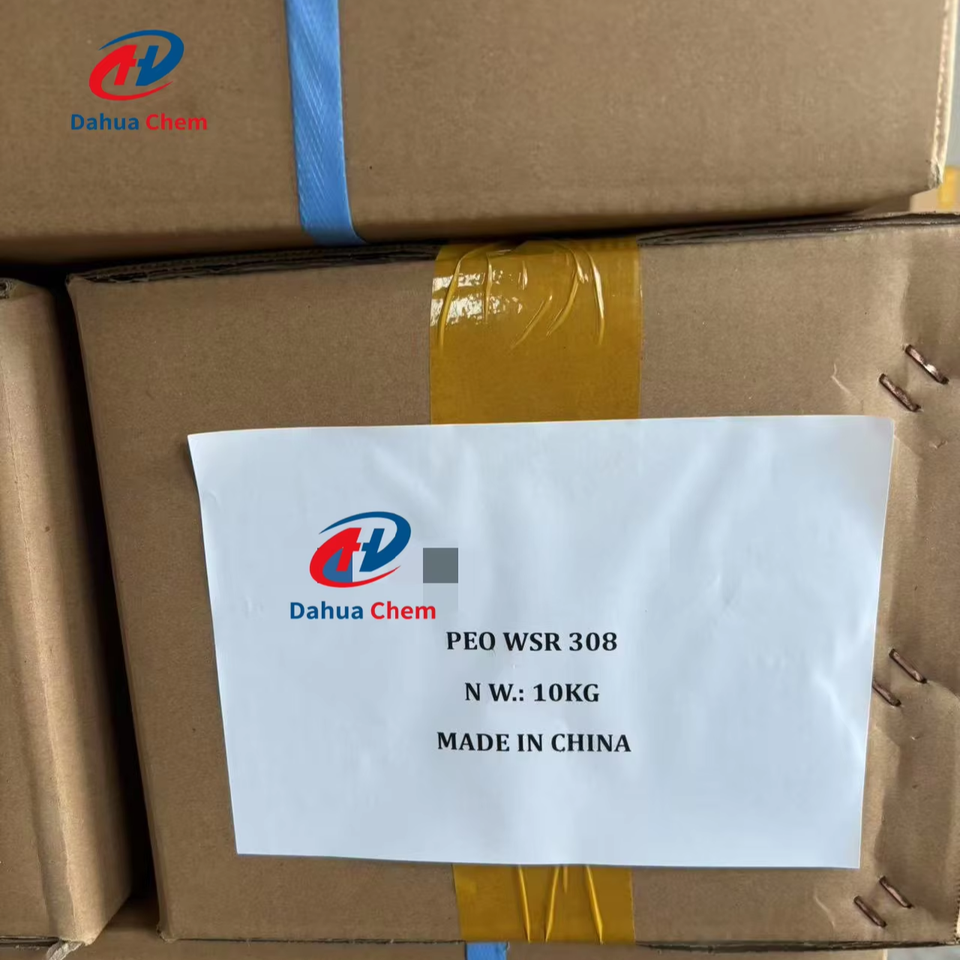 Dahua Chem
Dahua Chem
PEO WSR 308
N W.: 10KG
MADE IN CHINA